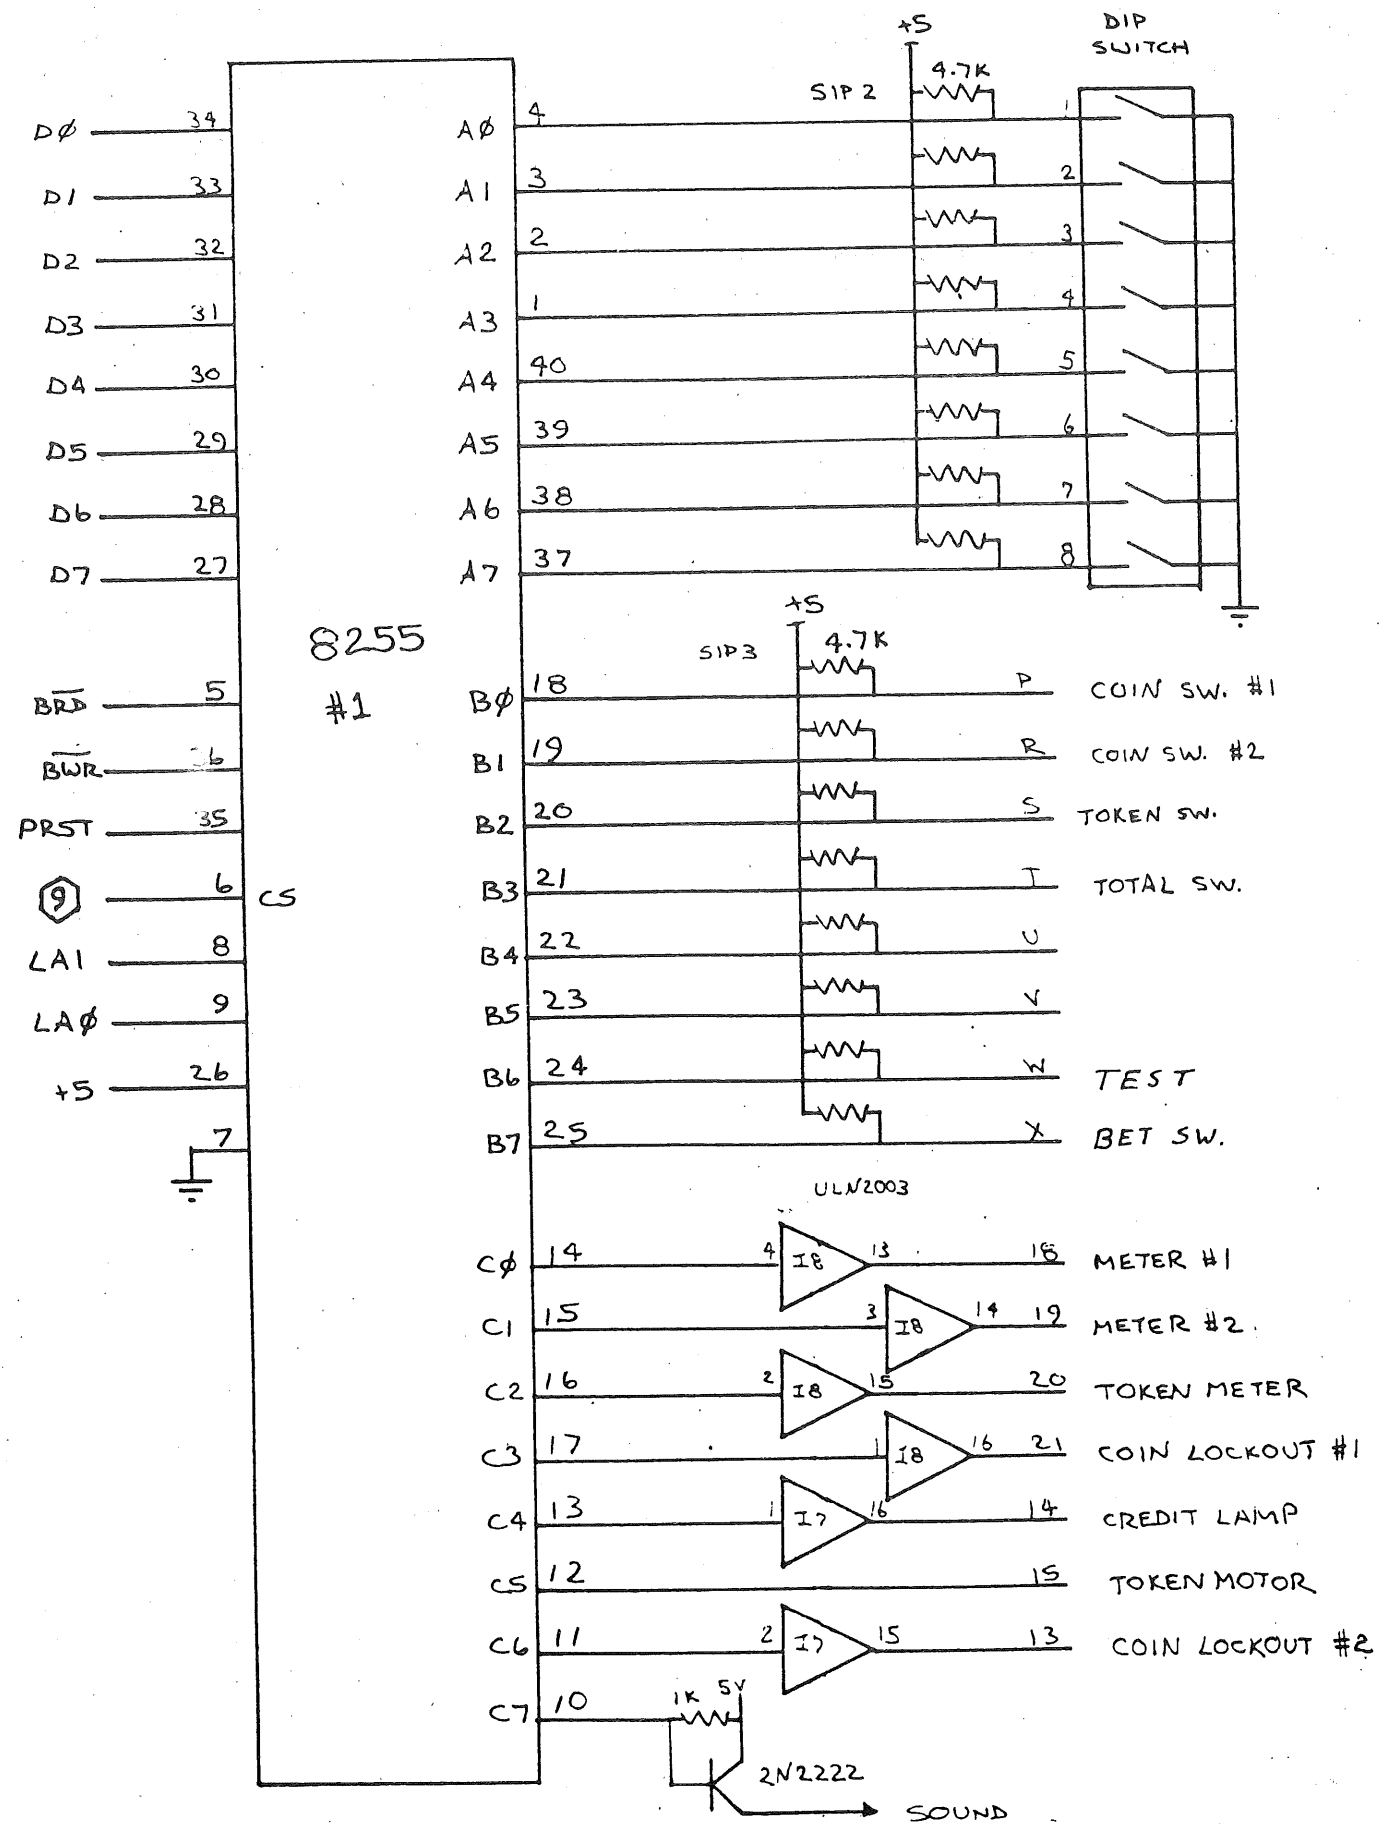 +5
DIP
SWITCH
SIP 2
4.7K
DØ 34 AØ 4 1
D1 33 A1 3 2
D2 32 A2 2 3
D3 31 A3 1 4
D4 30 A4 40 5
D5 29 A5 39 6
D6 28 A6 38 7
D7 27 A7 37 8
+5
8255
#1
SIP3
4.7K
BRD 5 BØ 18 P COIN SW. #1
BWR 36 B1 19 R COIN SW. #2
PRST 35 B2 20 S TOKEN SW.
9 6 CS B3 21 T TOTAL SW.
LA1 8 B4 22 U
LAØ 9 B5 23 V
+5 26 B6 24 W TEST
7 B7 25 X BET SW.
ULN2003
CØ 14 4 I8 13 18 METER #1
C1 15 3 I8 14 19 METER #2
C2 16 2 I8 15 20 TOKEN METER
C3 17 1 I8 16 21 COIN LOCKOUT #1
C4 13 1 I7 16 14 CREDIT LAMP
C5 12 15 TOKEN MOTOR
C6 11 2 I7 15 13 COIN LOCKOUT #2
C7 10 1K 5V
2N2222
SOUND